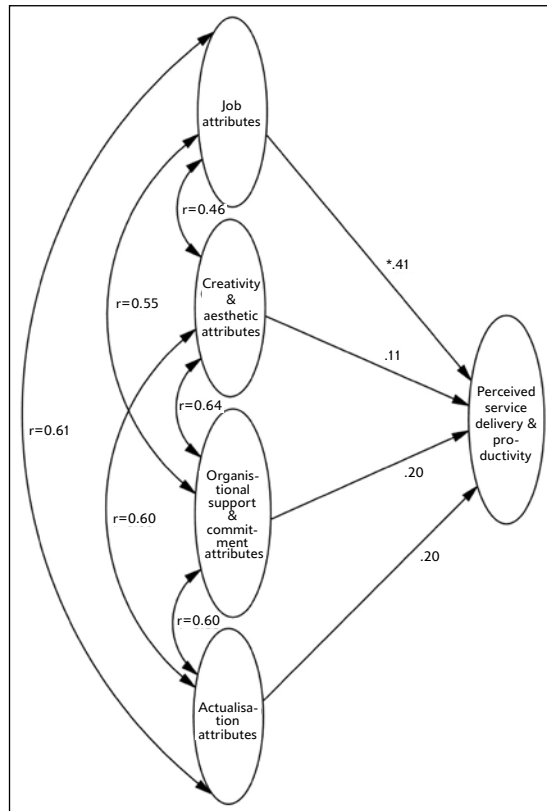 Job
attributes
r=0.46
*.41
Creativity
&
aesthetic
attributes
r=0.55
.11
r=0.64
Perceived
service
delivery &
pro-
ductivity
r=0.61
Organis-
tional
support
&
commit-
ment
attributes
.20
r=0.60
.20
r=0.60
Actualisa-
tion
attributes